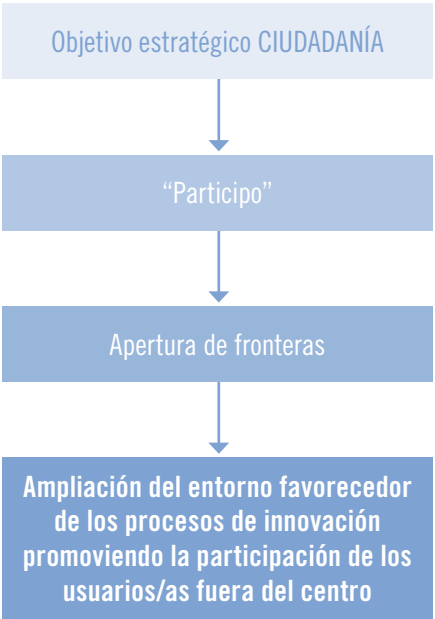 Objetivo estratégico CIUDADANÍA
“Participo”
Apertura de fronteras
Ampliación del entorno favorecedor
de los procesos de innovación
promoviendo la participación de los
usuarios/as fuera del centro